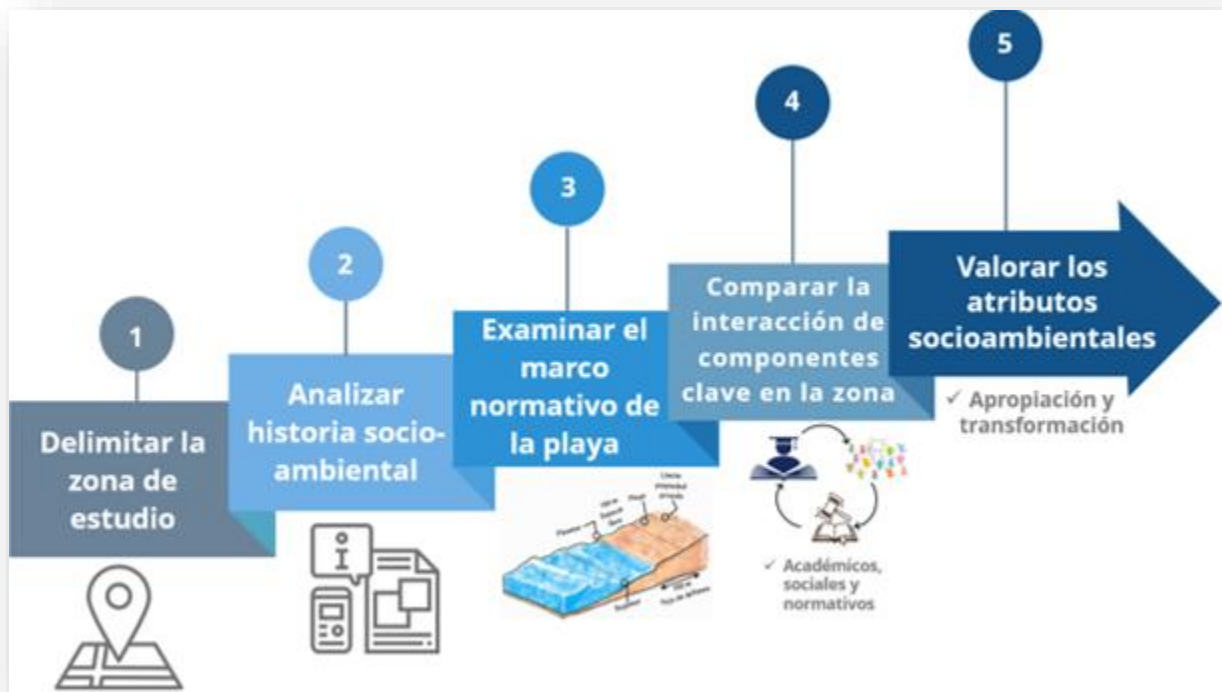 1
Delimitar la
zona de
estudio
2
Analizar
historia socio-
ambiental
3
Examinar el
marco
normativo de
la playa
4
Comparar la
interacción de
componentes
clave en la zona
✓ Académicos,
sociales y
normativos
5
Valorar los
atributos
socioambientales
✓ Apropiación y
transformación